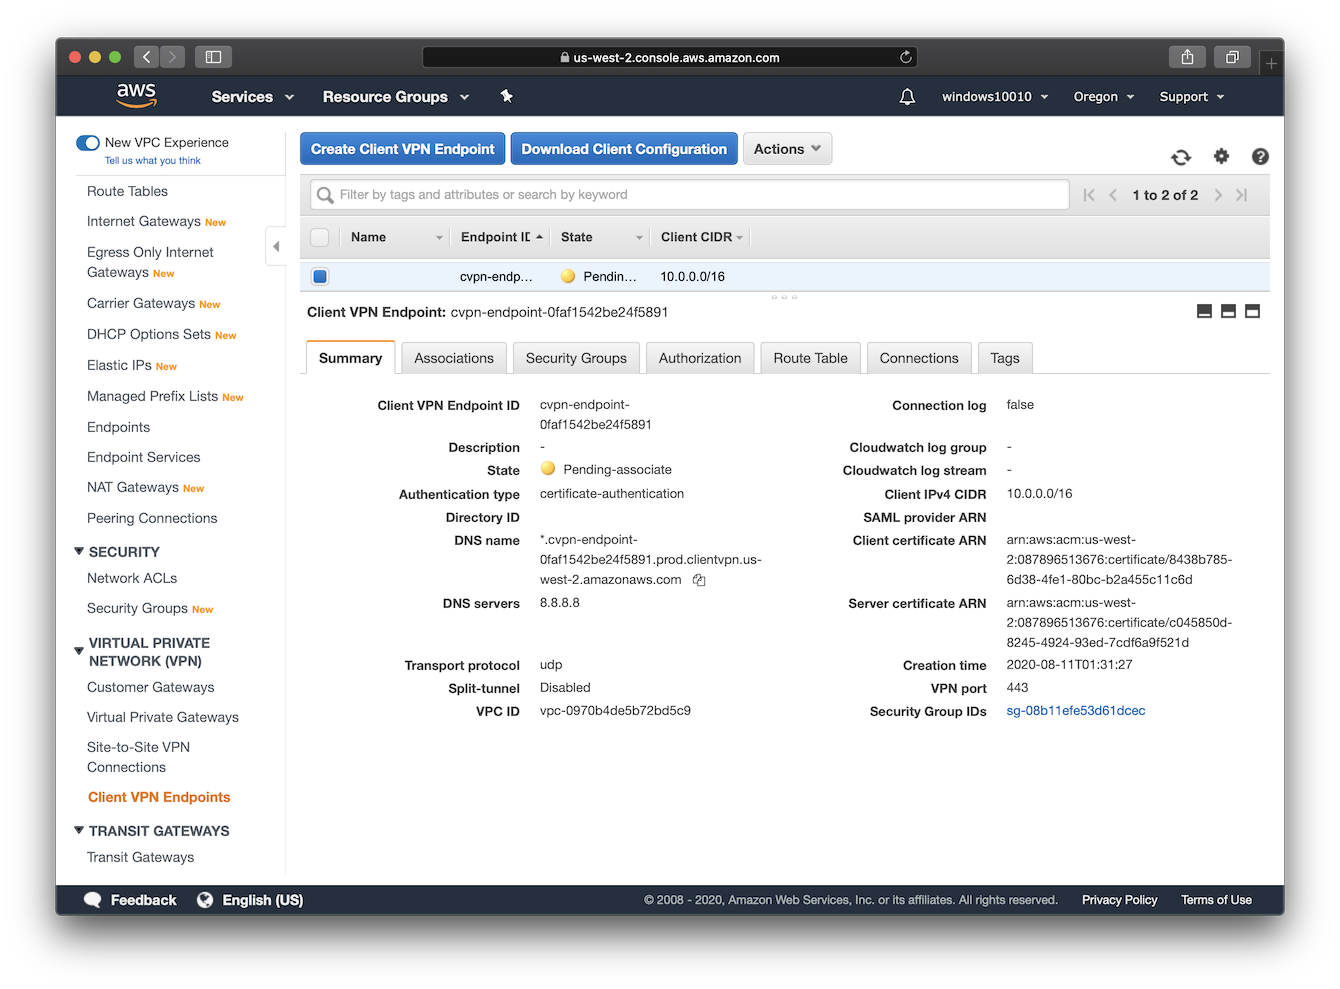 us-west-2.console.aws.amazon.com
aws
Services
Resource Groups
windows10010
Oregon
Support
New VPC Experience
Tell us what you think
Route Tables
Internet Gateways New
Egress Only Internet
Gateways New
Carrier Gateways New
DHCP Options Sets New
Elastic IPs New
Managed Prefix Lists New
Endpoints
Endpoint Services
NAT Gateways New
Peering Connections
SECURITY
Network ACLs
Security Groups New
VIRTUAL PRIVATE
NETWORK (VPN)
Customer Gateways
Virtual Private Gateways
Site-to-Site VPN
Connections
Client VPN Endpoints
TRANSIT GATEWAYS
Transit Gateways
Create Client VPN Endpoint
Download Client Configuration
Actions
Filter by tags and attributes or search by keyword
1 to 2 of 2
Name
Endpoint ID
State
Client CIDR
cvpn-endp...
Pendin...
10.0.0.0/16
Client VPN Endpoint: cvpn-endpoint-0faf1542be24f5891
Summary
Associations
Security Groups
Authorization
Route Table
Connections
Tags
Client VPN Endpoint ID cvpn-endpoint-
0faf1542be24f5891
Description -
State Pending-associate
Authentication type certificate-authentication
Directory ID
DNS name *.cvpn-endpoint-
0faf1542be24f5891.prod.clientvpn.us-
west-2.amazonaws.com
DNS servers 8.8.8.8
Transport protocol udp
Split-tunnel Disabled
VPC ID vpc-0970b4de5b72bd5c9
Connection log false
Cloudwatch log group -
Cloudwatch log stream -
Client IPv4 CIDR 10.0.0.0/16
SAML provider ARN
Client certificate ARN arn:aws:acm:us-west-
2:087896513676:certificate/8438b785-
6d38-4fe1-80bc-b2a455c11c6d
Server certificate ARN arn:aws:acm:us-west-
2:087896513676:certificate/c045850d-
8245-4924-93ed-7cdf6a9f521d
Creation time 2020-08-11T01:31:27
VPN port 443
Security Group IDs sg-08b11efe53d61dcec
Feedback
English (US)
© 2008 - 2020, Amazon Web Services, Inc. or its affiliates. All rights reserved.
Privacy Policy
Terms of Use